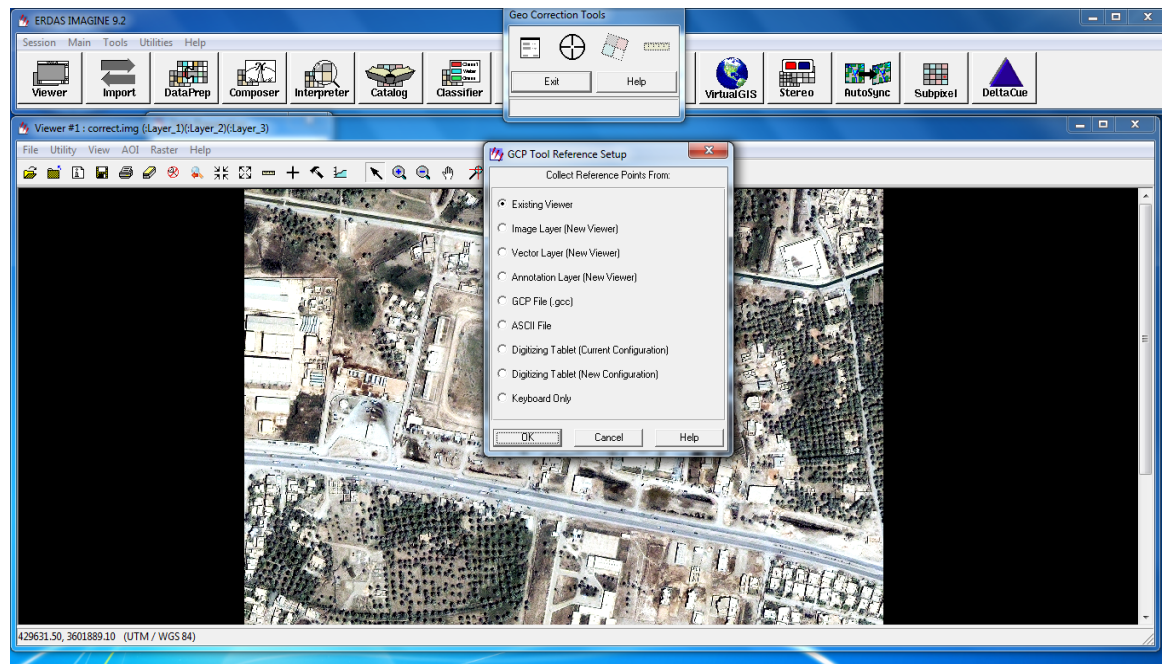 ERDAS IMAGINE 9.2
Geo Correction Tools
Session Main Tools Utilities Help
Viewer
Import
DataPrep
Composer
Interpreter
Catalog
Classifier
VirtualGIS
Stereo
AutoSync
Subpixel
DeltaCue
Exit Help
Viewer #1 : correct.img (:Layer_1)(:Layer_2)(:Layer_3)
File Utility View AOI Raster Help
GCP Tool Reference Setup
Collect Reference Points From:
Existing Viewer
Image Layer (New Viewer)
Vector Layer (New Viewer)
Annotation Layer (New Viewer)
GCP File (.gcc)
ASCII File
Digitizing Tablet (Current Configuration)
Digitizing Tablet (New Configuration)
Keyboard Only
OK Cancel Help
429631.50, 3601889.10 (UTM / WGS 84)